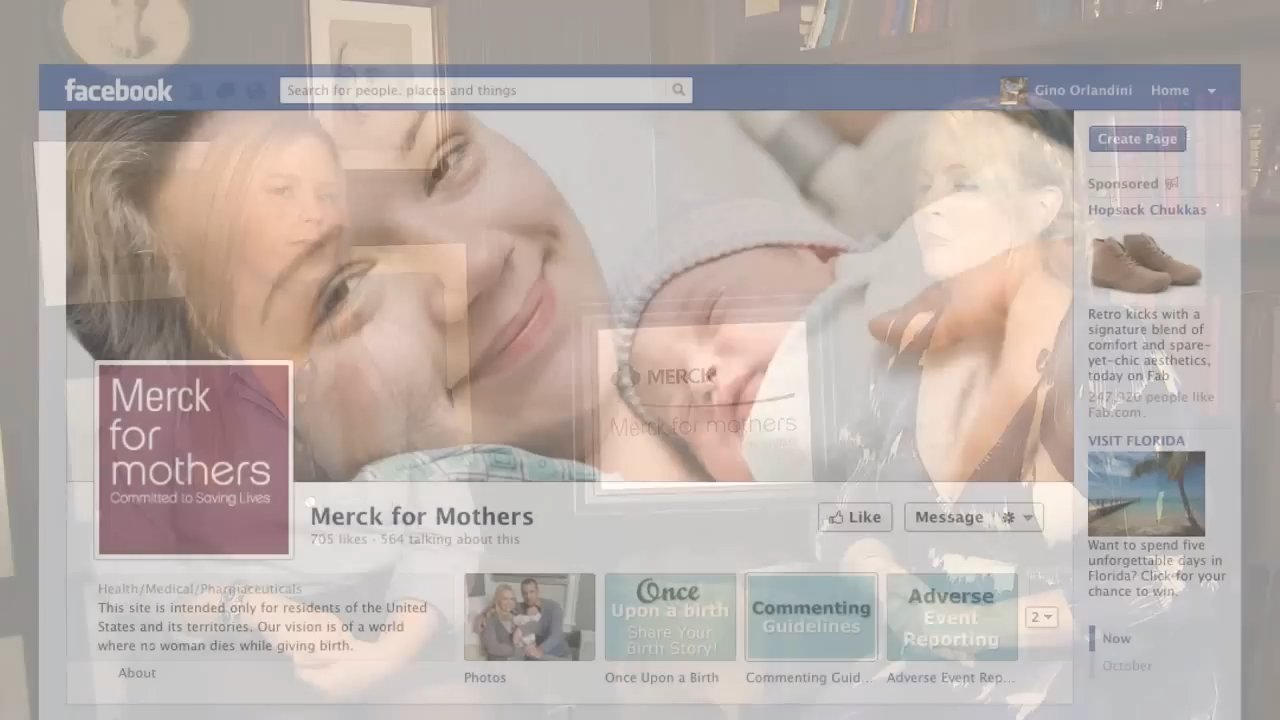 facebook
Search for people, places and things
Gino Orlandini Home
Create Page
Sponsored
Hopsack Chukkas
Retro kicks with a
signature blend of
comfort and spare-
yet-chic aesthetics,
today on Fab
247,926 people like
Fab.com.
VISIT FLORIDA
Want to spend five
unforgettable days in
Florida? Click for your
chance to win.
Now
October
MERCK
Merck for mothers
Merck
for
mothers
Committed to Saving Lives
Merck for Mothers
705 likes · 564 talking about this
Like
Message
Health/Medical/Pharmaceuticals
This site is intended only for residents of the United
States and its territories. Our vision is of a world
where no woman dies while giving birth.
About
Photos
Once
Upon a birth
Share Your
Birth Story!
Once Upon a Birth
Commenting
Guidelines
Commenting Guid...
Adverse
Event
Reporting
Adverse Event Rep...
2